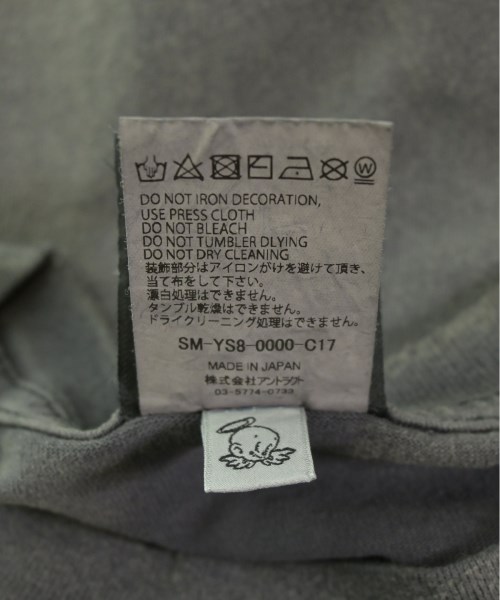 DO NOT IRON DECORATION,
USE PRESS CLOTH
DO NOT BLEACH
DO NOT TUMBLER DLYING
DO NOT DRY CLEANING
装飾部分はアイロンがけを避けて頂き、
当て布をして下さい。
漂白処理はできません。
タンブル乾燥はできません。
ドライクリーニング処理はできません。
SM-YS8-0000-C17
MADE IN JAPAN
株式会社アントラクト
03-5774-0733
W